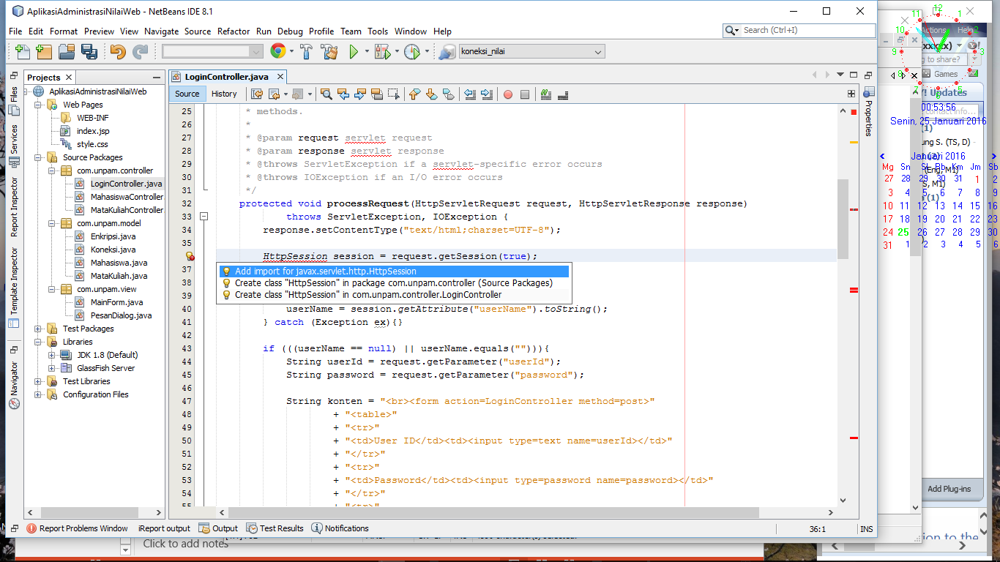 AplikasiAdministrasiNilaiWeb - NetBeans IDE 8.1
File Edit Format Preview View Navigate Source Refactor Run Debug Profile Team Tools Window Help
Search (Ctrl+I)
koneksi_nilai
Projects
LoginController.java
Source History
Files
Services
Report Inspector
Template Inspector
Navigator
AplikasiAdministrasiNilaiWeb
Web Pages
WEB-INF
index.jsp
style.css
Source Packages
com.unpam.controller
LoginController.java
MahasiswaController
MataKuliahController
com.unpam.model
Enkripsi.java
Koneksi.java
Mahasiswa.java
MataKuliah.java
com.unpam.view
MainForm.java
PesanDialog.java
Test Packages
Libraries
JDK 1.8 (Default)
GlassFish Server
Test Libraries
Configuration Files
25 * methods.
26 *
27 * @param request servlet request
28 * @param response servlet response
29 * @throws ServletException if a servlet-specific error occurs
30 * @throws IOException if an I/O error occurs
31 */
32 protected void processRequest(HttpServletRequest request, HttpServletResponse response)
33 throws ServletException, IOException {
34 response.setContentType("text/html;charset=UTF-8");
35
HttpSession session = request.getSession(true);
37
Add import for javax.servlet.http.HttpSession
38
Create class "HttpSession" in package com.unpam.controller (Source Packages)
39
Create class "HttpSession" in com.unpam.controller.LoginController
40 userName = session.getAttribute("userName").toString();
41 } catch (Exception ex){}
42
43 if (((userName == null) || userName.equals(""))){
44 String userId = request.getParameter("userId");
45 String password = request.getParameter("password");
46
47 String konten = "<br><form action=LoginController method=post>"
48 + "<table>"
49 + "<tr>"
50 + "<td>User ID</td><td><input type=text name=userId></td>"
51 + "</tr>"
52 + "<tr>"
53 + "<td>Password</td><td><input type=password name=password></td>"
54 + "</tr>"
55 + "<tr>"
Properties
Report Problems Window iReport output Output Test Results Notifications
36:1 INS
Click to add notes
12
11 1
10 2
9 3
8
Actions Help
g to share?
Games
Y! Updates
contact info...
00:53:56
Senin, 25 Januari 2016
(1)
ung S. (TS, D) -
Januari 2016
Mg Sn Sl Rb Km Jm Sb
27 28 29 30 31 1 2
3 4 5 6 7 8 9
10 11 12 13 14 15 16
17 18 19 20 21 22 23
24 25 26 27 28 29 30
31 1 2 3 4 5 6
Add Plug-ins
ion to the